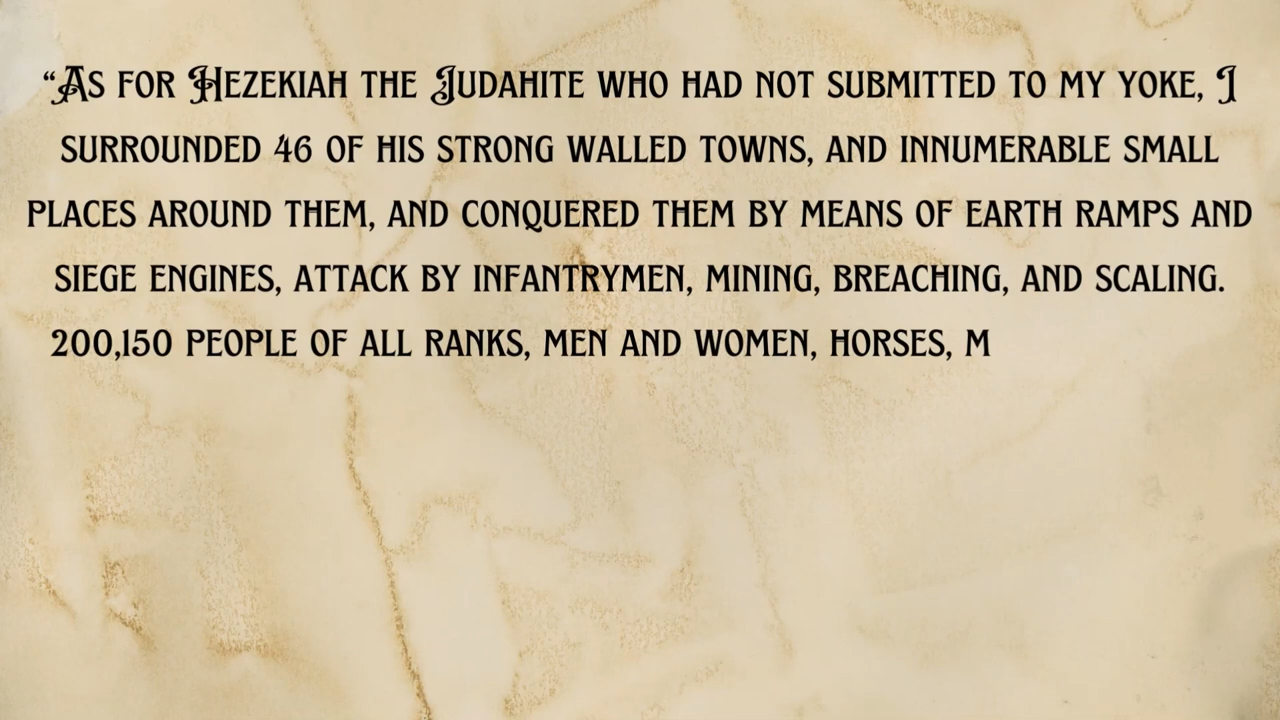 “As for Hezekiah the Judahite who had not submitted to my yoke, I
surrounded 46 of his strong walled towns, and innumerable small
places around them, and conquered them by means of earth ramps and
siege engines, attack by infantrymen, mining, breaching, and scaling.
200,150 people of all ranks, men and women, horses, m